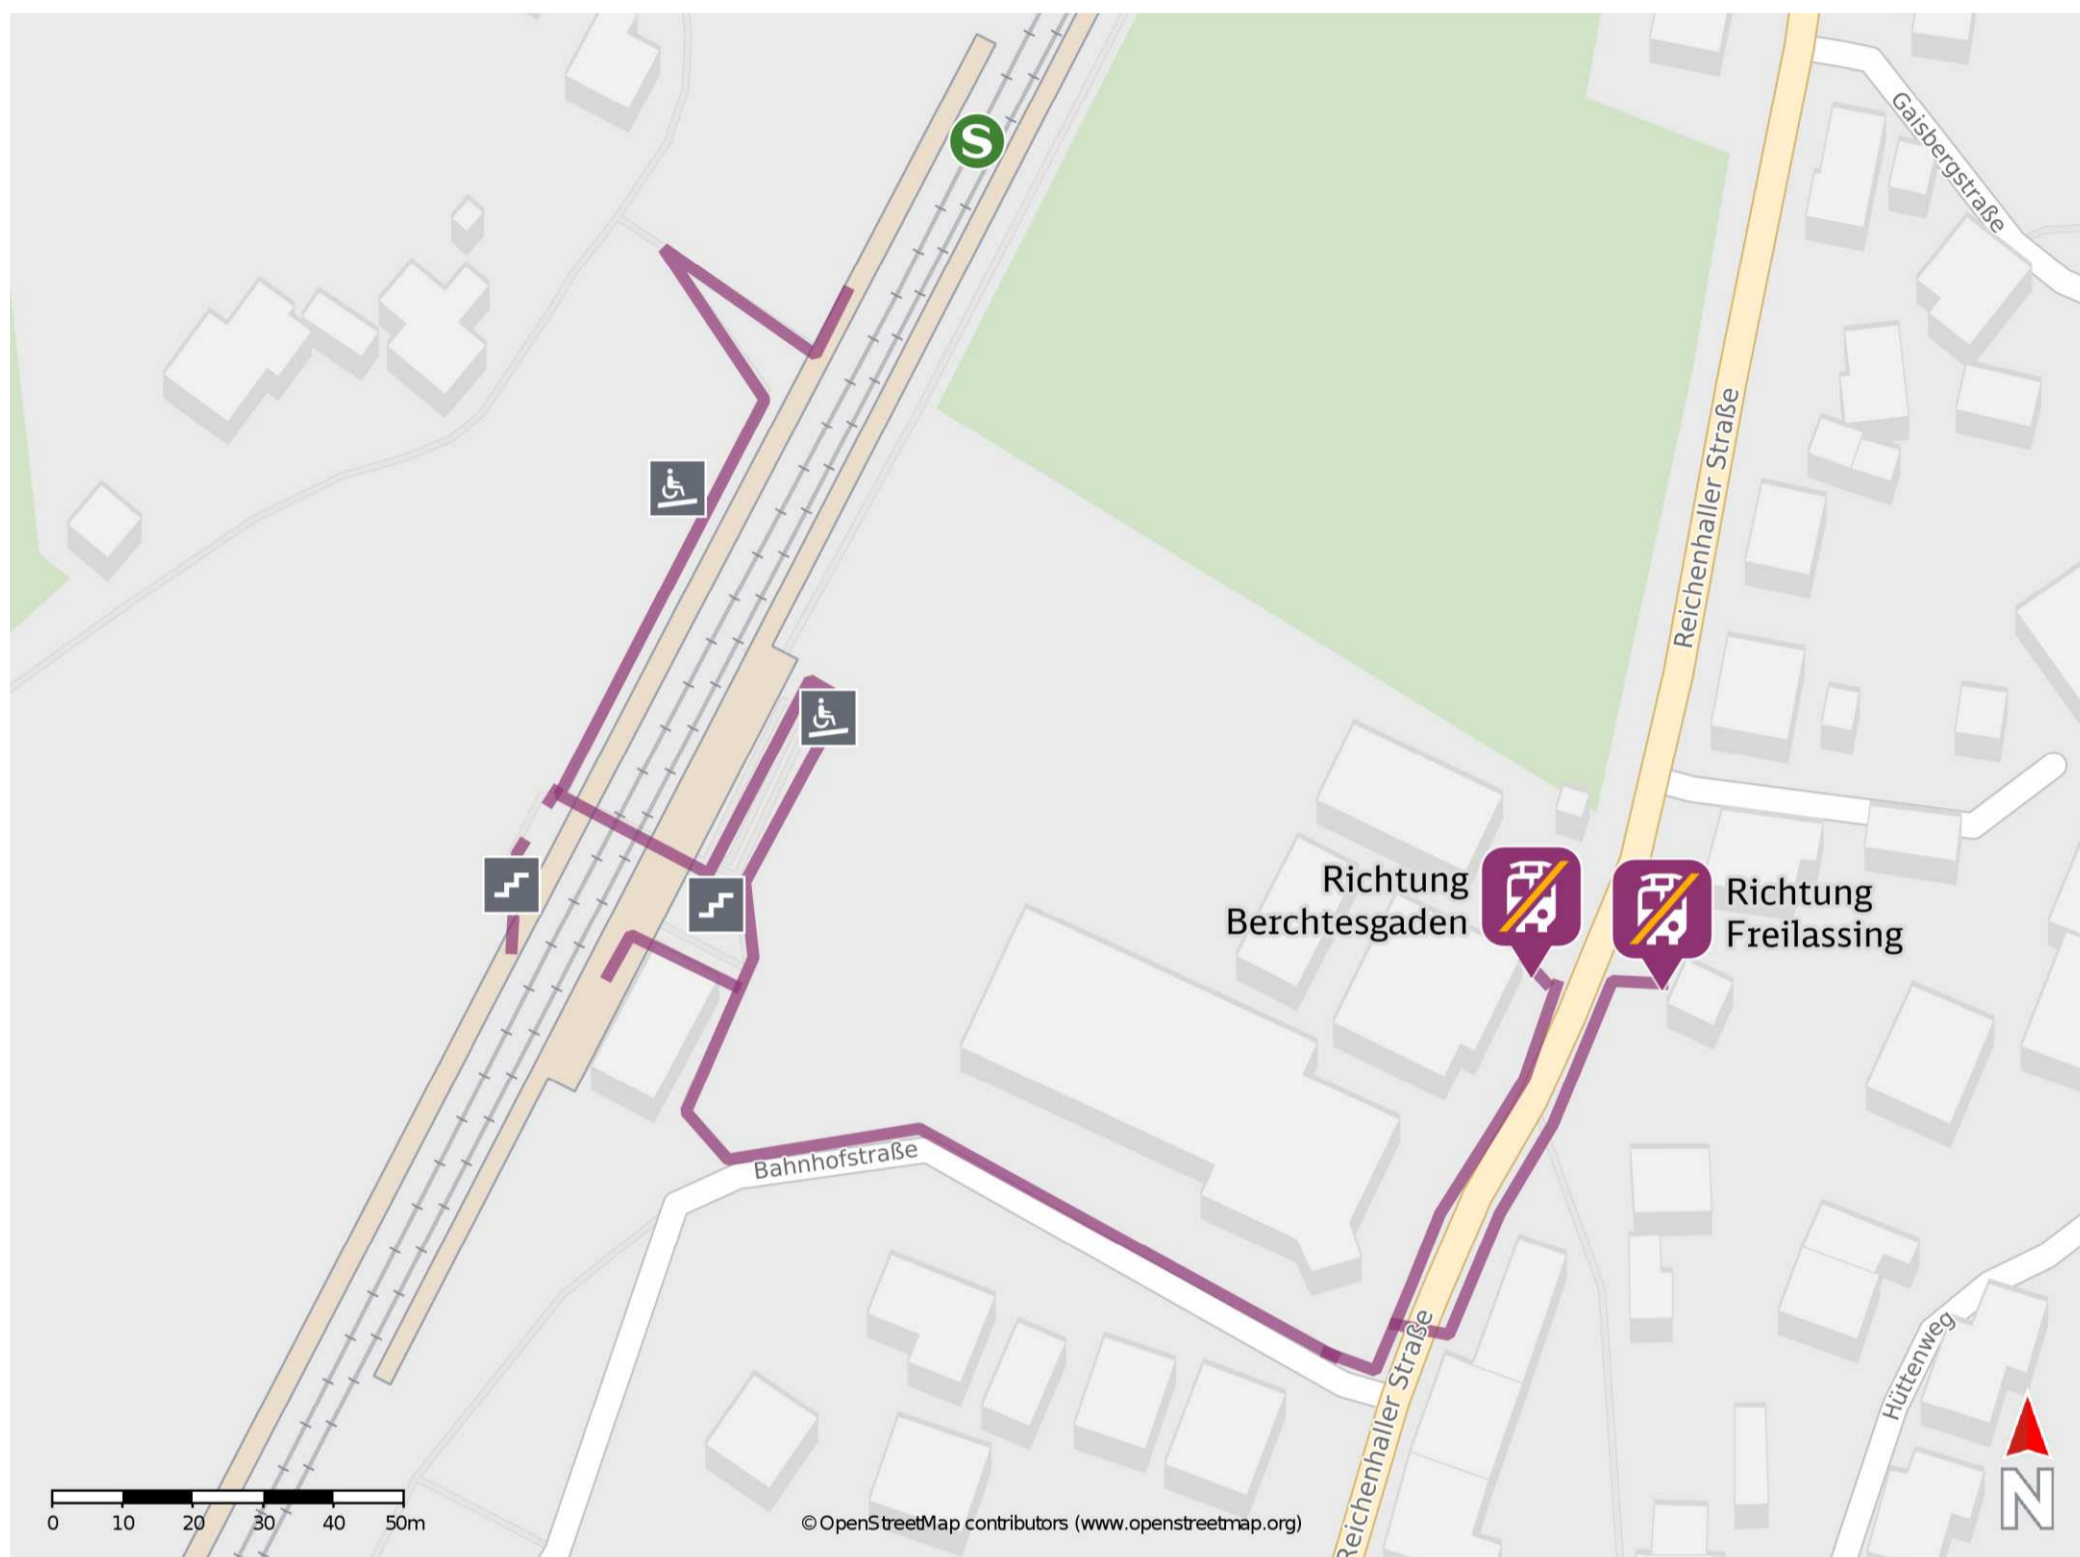 S
Gaisbergstraße
Reichenhaller Straße
Richtung
Berchtesgaden
Richtung
Freilassing
Bahnhofstraße
Reichenhaller Straße
Hüttenweg
N
0 10 20 30 40 50m
© OpenStreetMap contributors (www.openstreetmap.org)